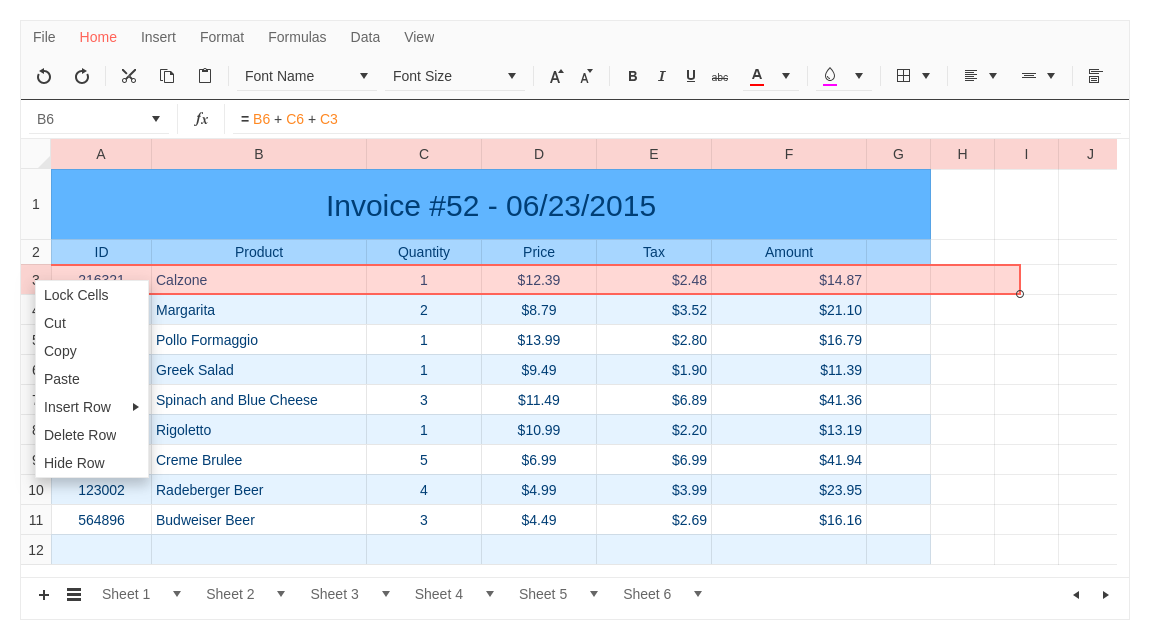 File Home Insert Format Formulas Data View
Font Name Font Size A A B I U abc A
B6 fx = B6 + C6 + C3
A B C D E F G H I J
1 Invoice #52 - 06/23/2015
2 ID Product Quantity Price Tax Amount
3 216321 Calzone 1 $12.39 $2.48 $14.87
Margarita 2 $8.79 $3.52 $21.10
Pollo Formaggio 1 $13.99 $2.80 $16.79
Greek Salad 1 $9.49 $1.90 $11.39
Spinach and Blue Cheese 3 $11.49 $6.89 $41.36
Rigoletto 1 $10.99 $2.20 $13.19
Creme Brulee 5 $6.99 $6.99 $41.94
10 123002 Radeberger Beer 4 $4.99 $3.99 $23.95
11 564896 Budweiser Beer 3 $4.49 $2.69 $16.16
12
Lock Cells
Cut
Copy
Paste
Insert Row
Delete Row
Hide Row
Sheet 1 Sheet 2 Sheet 3 Sheet 4 Sheet 5 Sheet 6